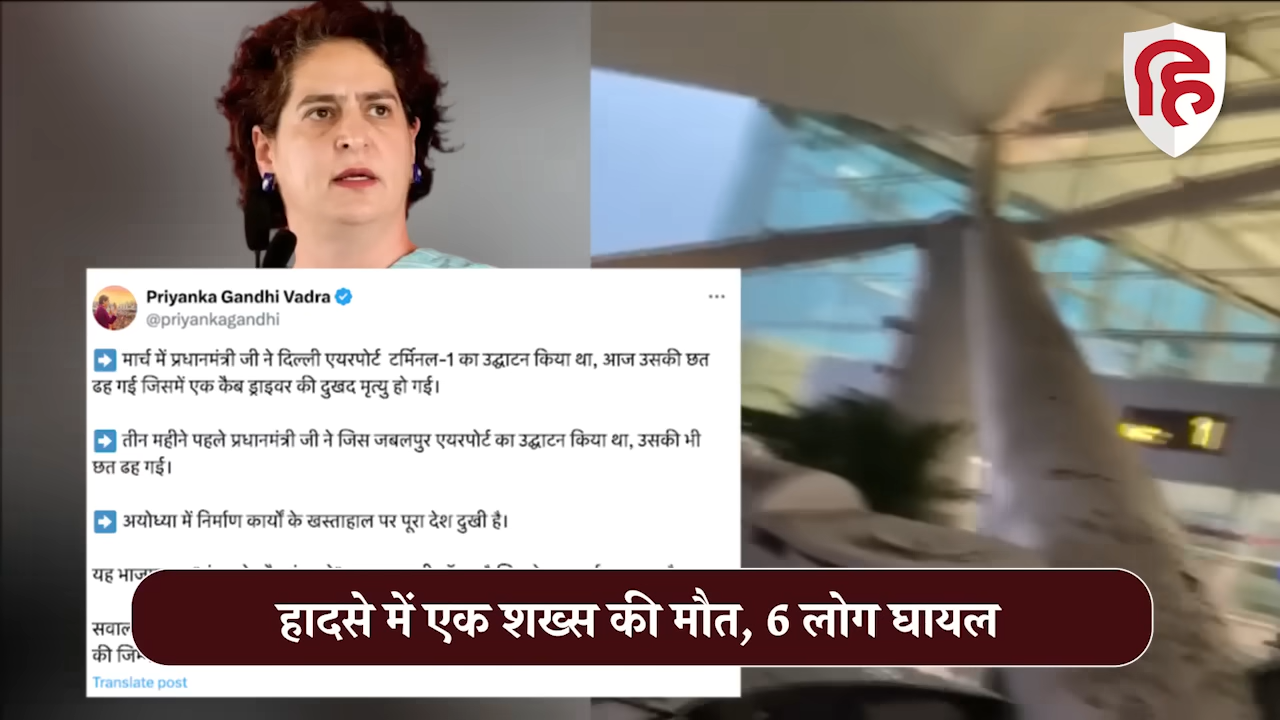 हि
Priyanka Gandhi Vadra
@priyankagandhi
मार्च में प्रधानमंत्री जी ने दिल्ली एयरपोर्ट टर्मिनल-1 का उद्घाटन किया था, आज उसकी छत
ढह गई जिसमें एक कैब ड्राइवर की दुखद मृत्यु हो गई।
तीन महीने पहले प्रधानमंत्री जी ने जिस जबलपुर एयरपोर्ट का उद्घाटन किया था, उसकी भी
छत ढह गई।
अयोध्या में निर्माण कार्यों के खस्ताहाल पर पूरा देश दुखी है।
यह
हादसे में एक शख्स की मौत, 6 लोग घायल
की
Translate post
1